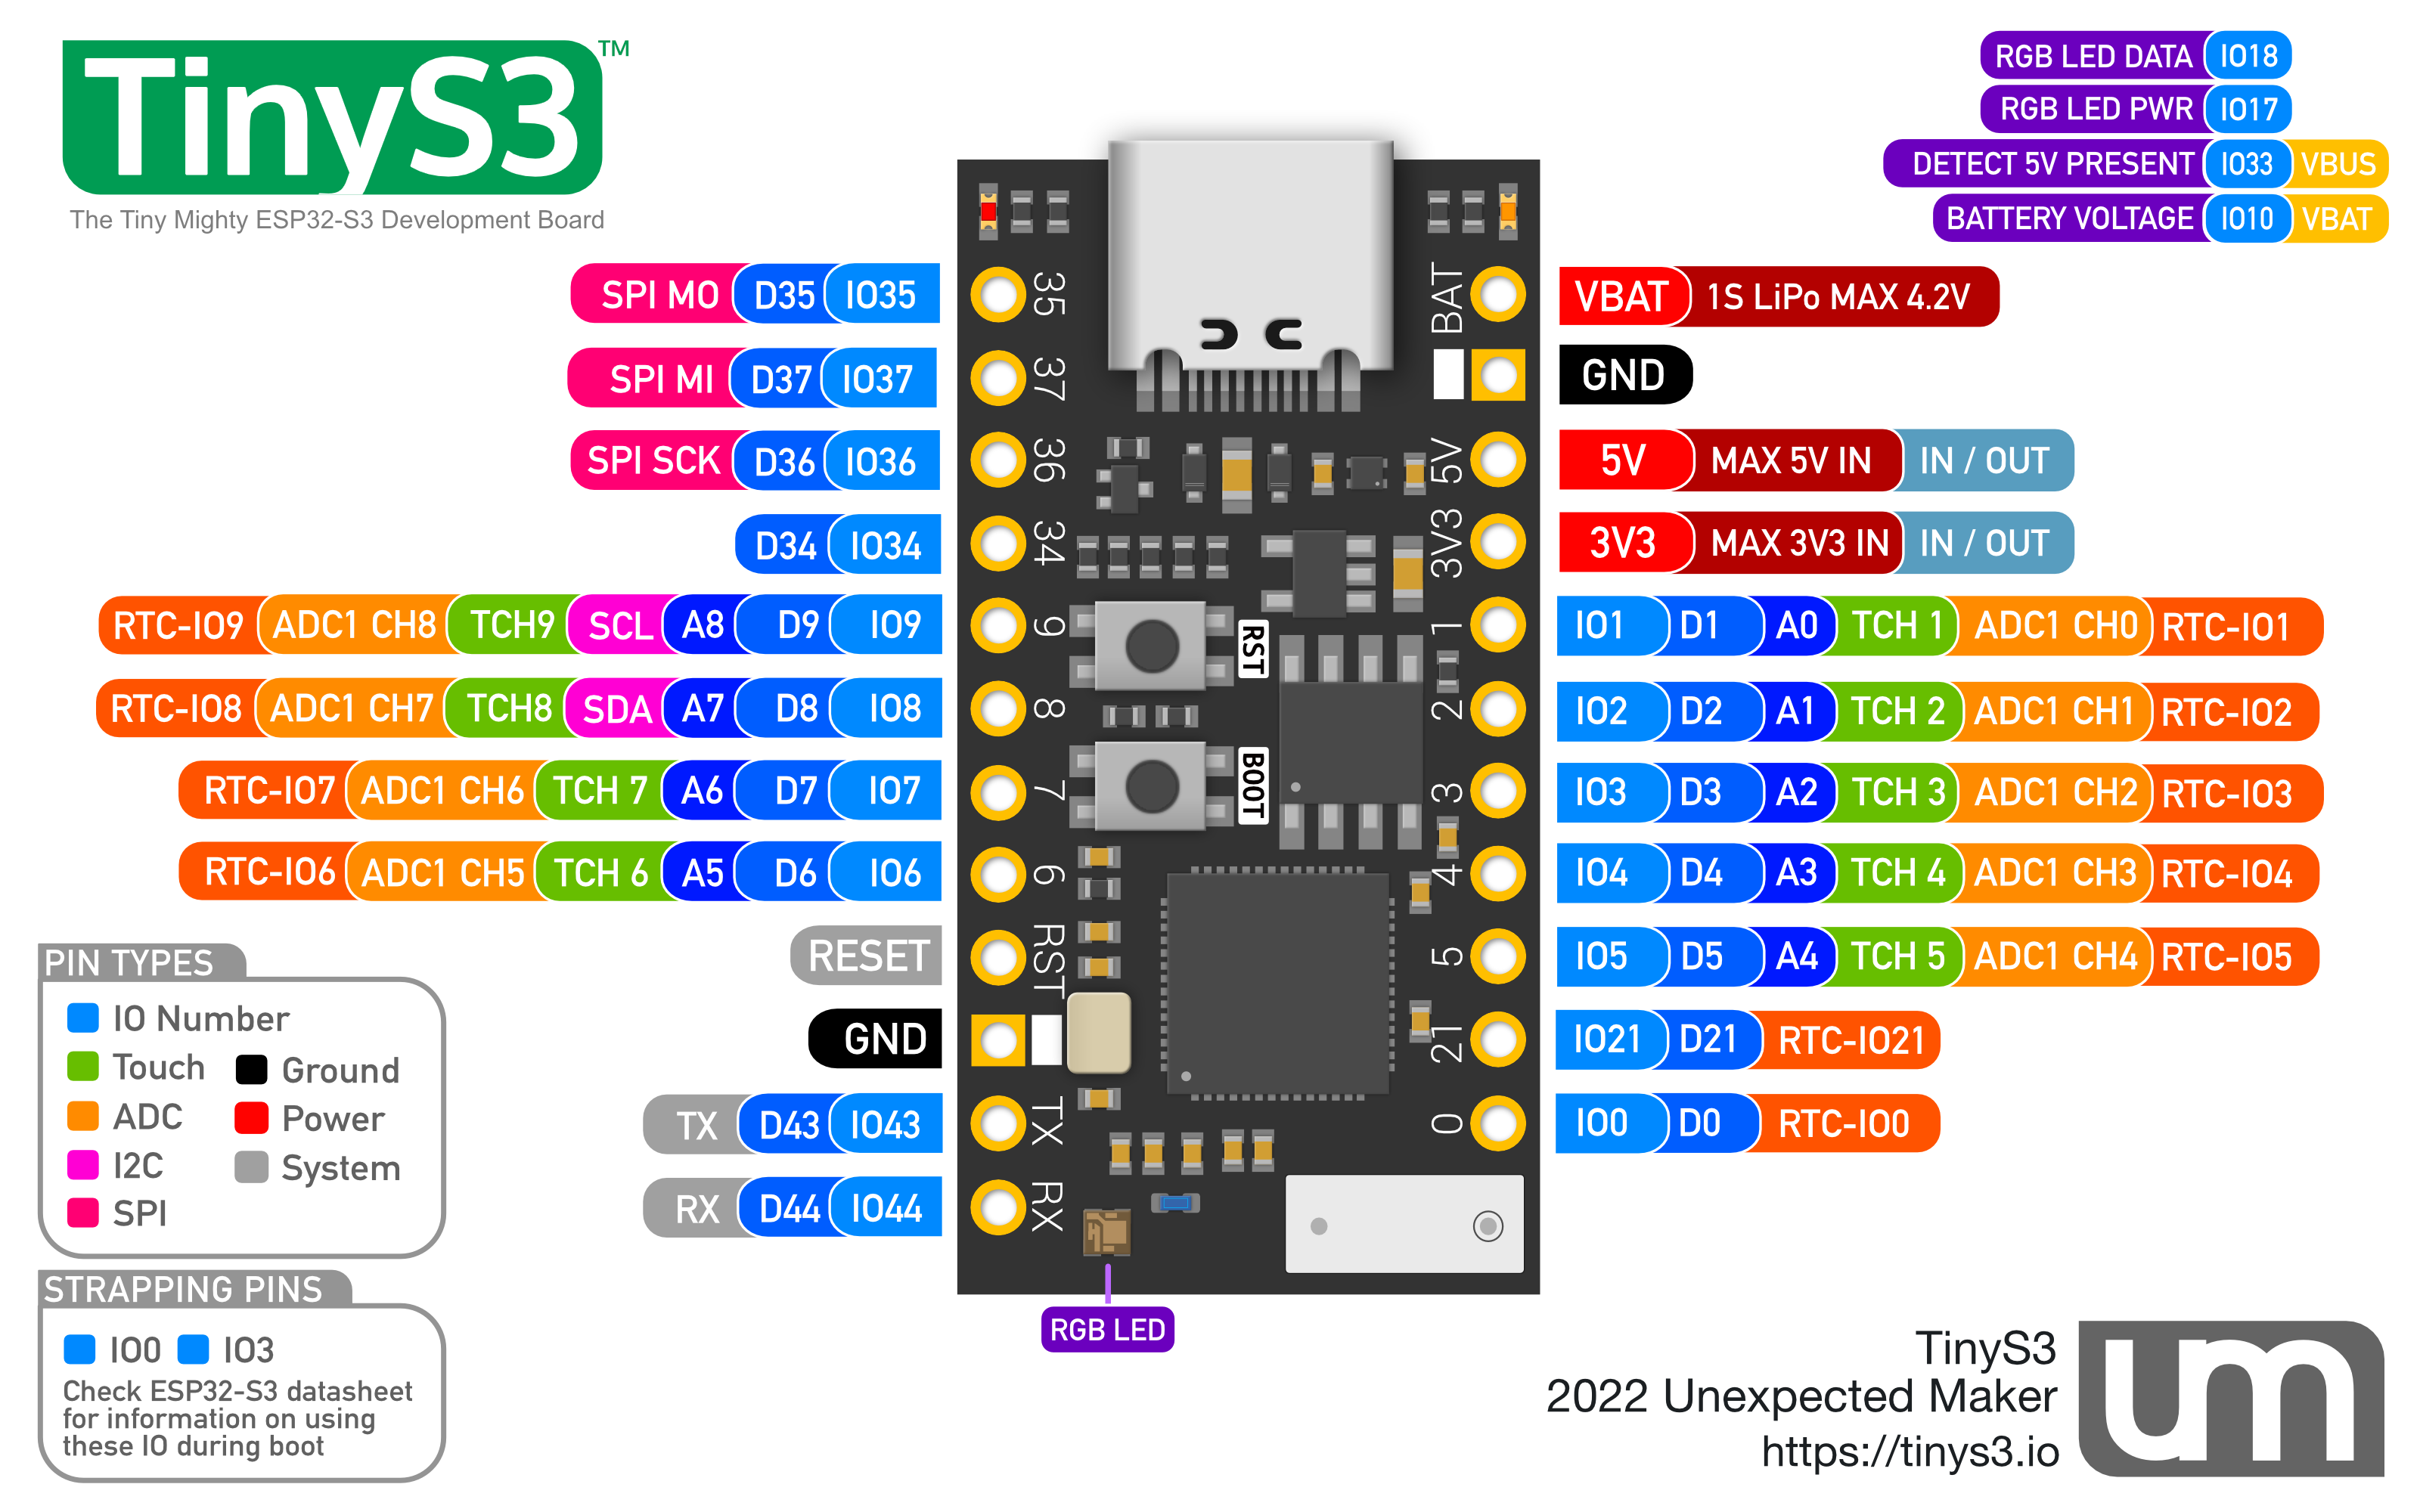 TinyS3™
The Tiny Mighty ESP32-S3 Development Board
RGB LED DATA IO18
RGB LED PWR IO17
DETECT 5V PRESENT IO33 VBUS
BATTERY VOLTAGE IO10 VBAT
SPI MO D35 IO35
SPI MI D37 IO37
SPI SCK D36 IO36
D34 IO34
RTC-IO9 ADC1 CH8 TCH9 SCL A8 D9 IO9
RTC-IO8 ADC1 CH7 TCH8 SDA A7 D8 IO8
RTC-IO7 ADC1 CH6 TCH 7 A6 D7 IO7
RTC-IO6 ADC1 CH5 TCH 6 A5 D6 IO6
RESET
GND
TX D43 IO43
RX D44 IO44
35
37
36
34
9
8
7
6
RST
TX
RX
RST
BOOT
BAT
5V
3V3
1
2
3
4
5
21
0
RGB LED
VBAT 1S LiPo MAX 4.2V
GND
5V MAX 5V IN IN / OUT
3V3 MAX 3V3 IN IN / OUT
IO1 D1 A0 TCH 1 ADC1 CH0 RTC-IO1
IO2 D2 A1 TCH 2 ADC1 CH1 RTC-IO2
IO3 D3 A2 TCH 3 ADC1 CH2 RTC-IO3
IO4 D4 A3 TCH 4 ADC1 CH3 RTC-IO4
IO5 D5 A4 TCH 5 ADC1 CH4 RTC-IO5
IO21 D21 RTC-IO21
IO0 D0 RTC-IO0
PIN TYPES
IO Number
Touch Ground
ADC Power
I2C System
SPI
STRAPPING PINS
IO0 IO3
Check ESP32-S3 datasheet
for information on using
these IO during boot
TinyS3
2022 Unexpected Maker
https://tinys3.io
um